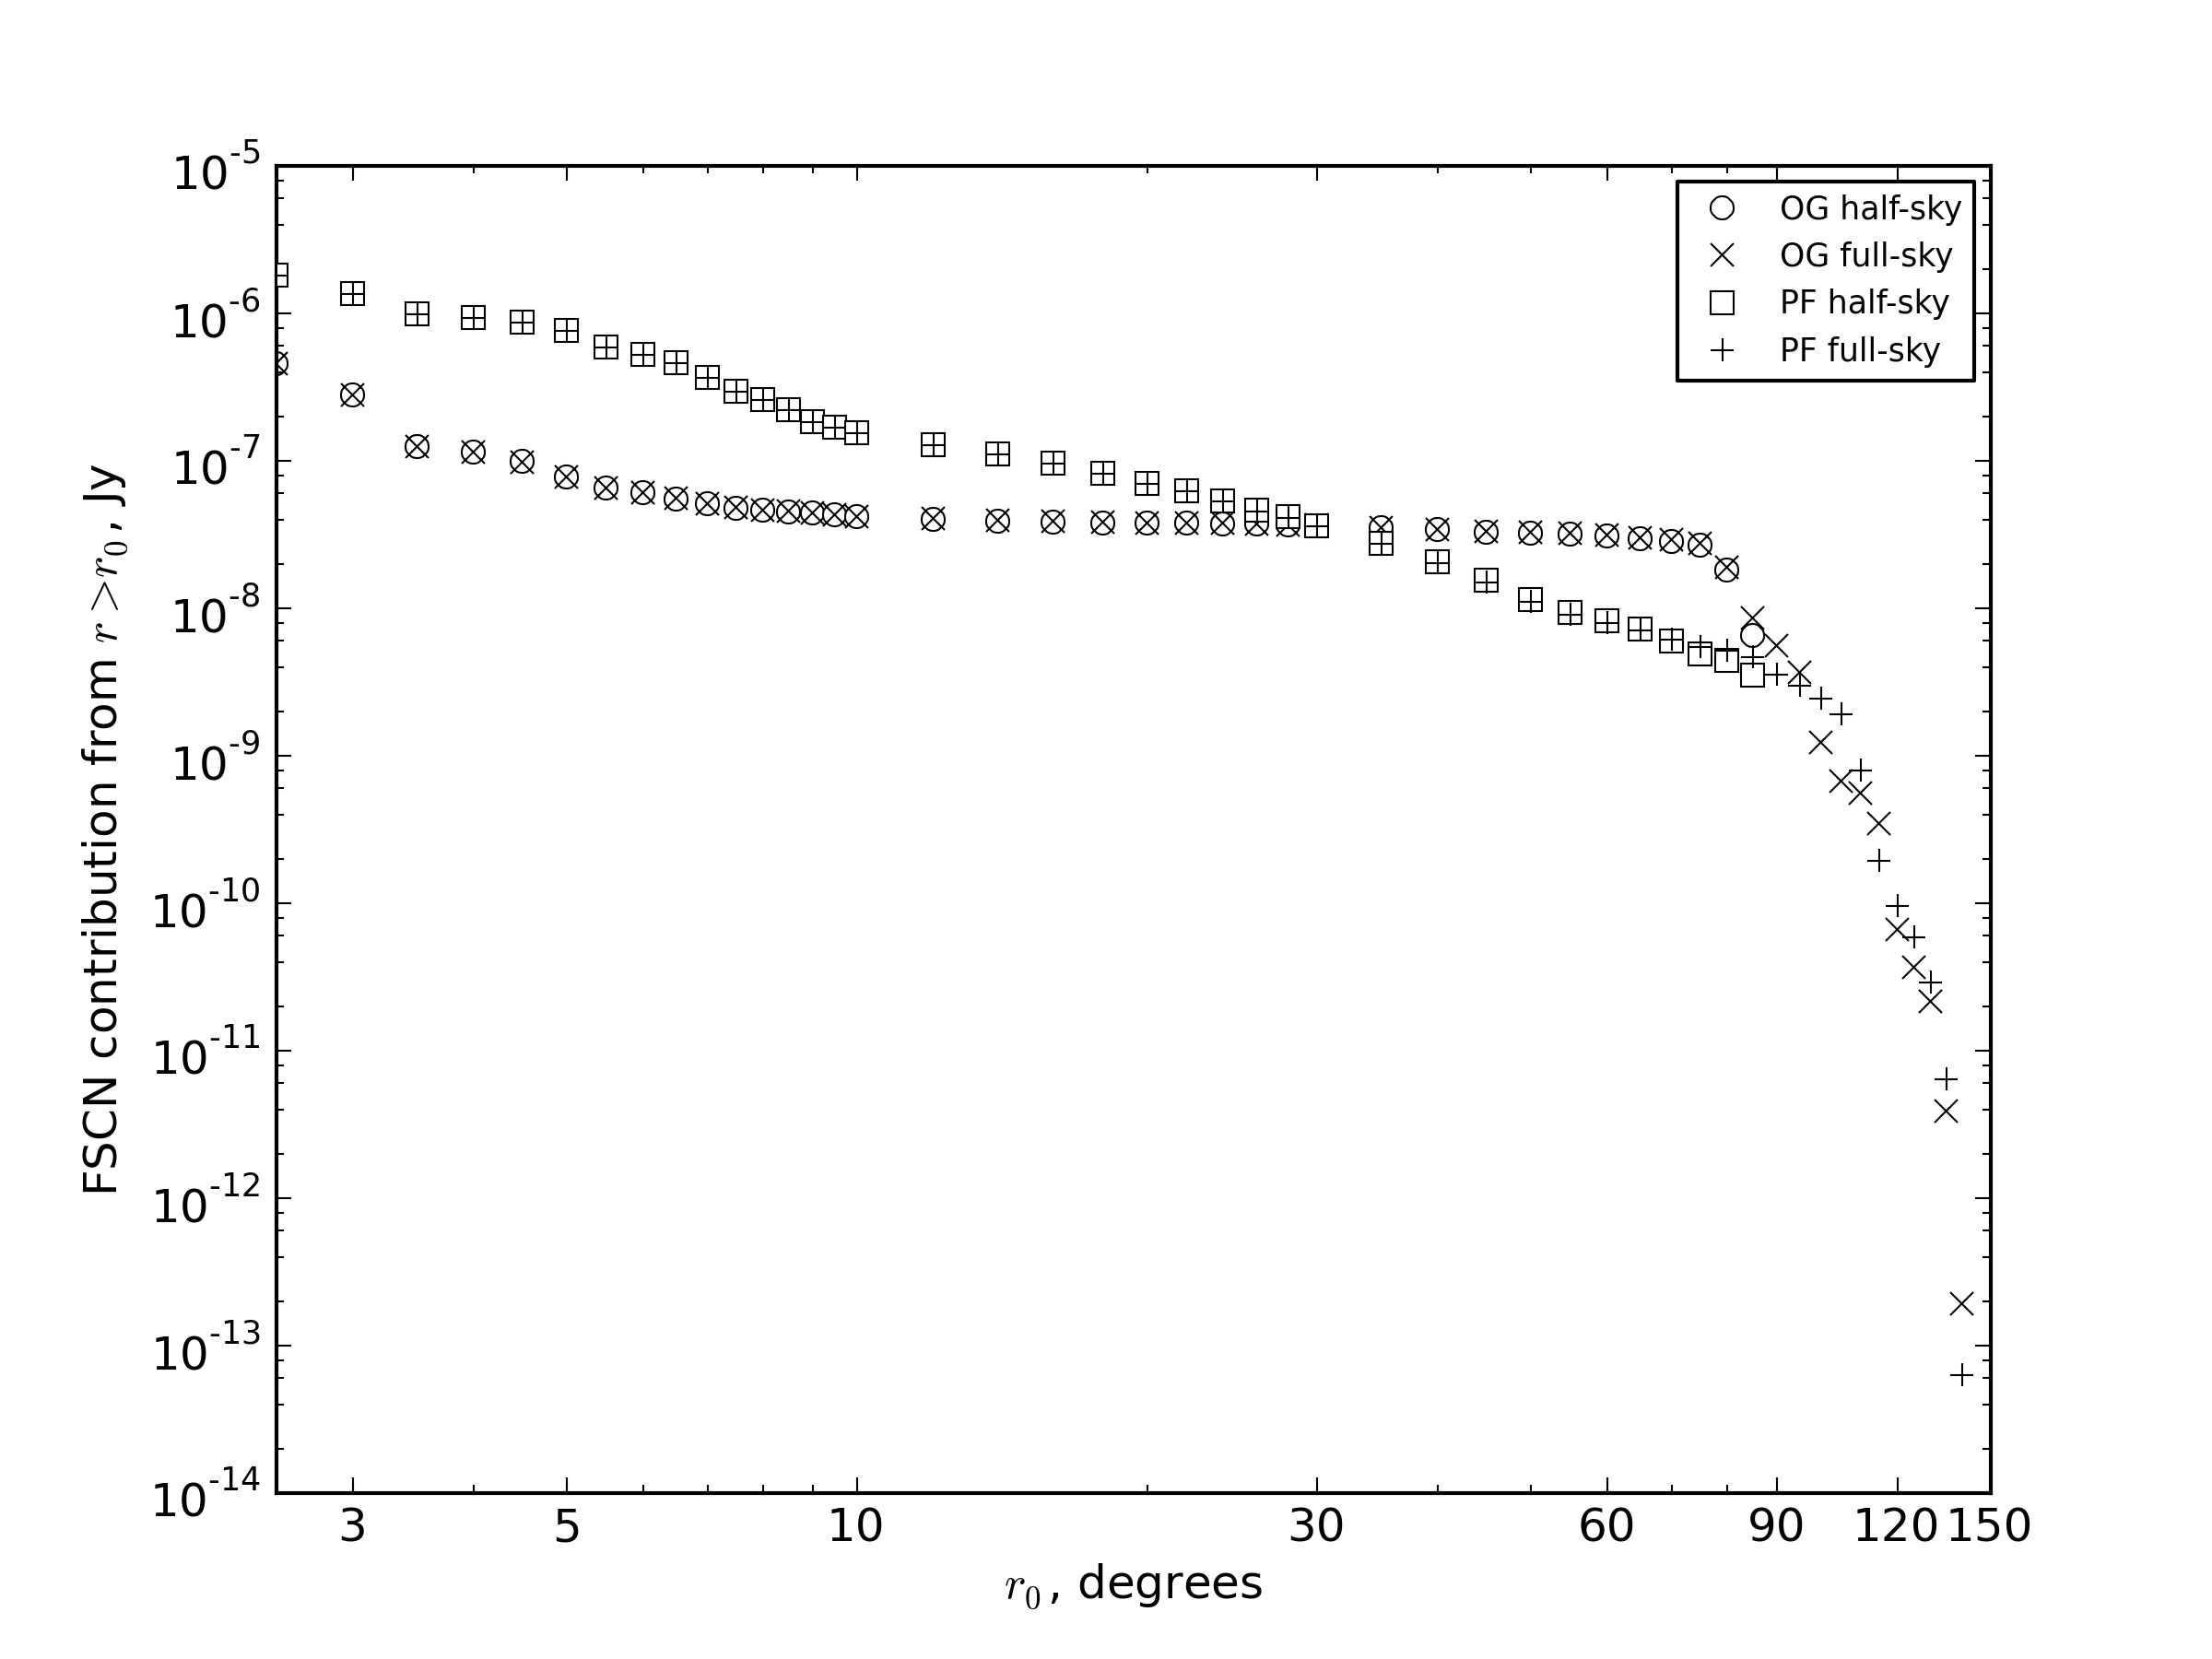 10^-5
10^-6
10^-7
10^-8
10^-9
10^-10
10^-11
10^-12
10^-13
10^-14
FSCN contribution from r > r_0, Jy
OG half-sky
OG full-sky
PF half-sky
PF full-sky
3 5 10 30 60 90 120 150
r_0, degrees